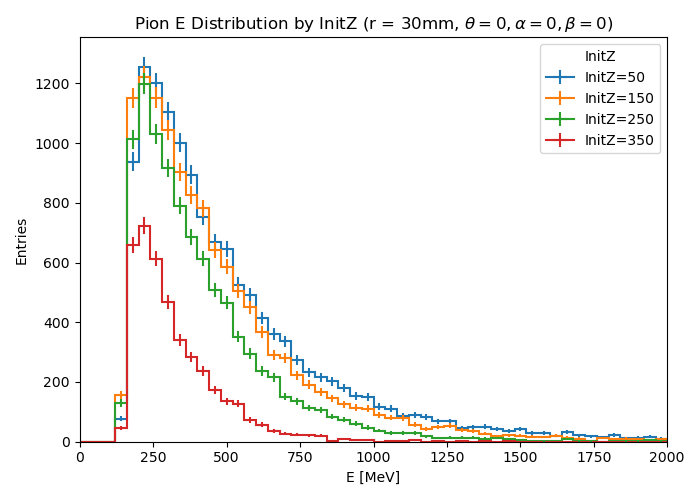 Pion E Distribution by InitZ (r = 30mm, θ = 0, α = 0, β = 0)
Entries
1200
1000
800
600
400
200
0
InitZ
InitZ=50
InitZ=150
InitZ=250
InitZ=350
0 250 500 750 1000 1250 1500 1750 2000
E [MeV]